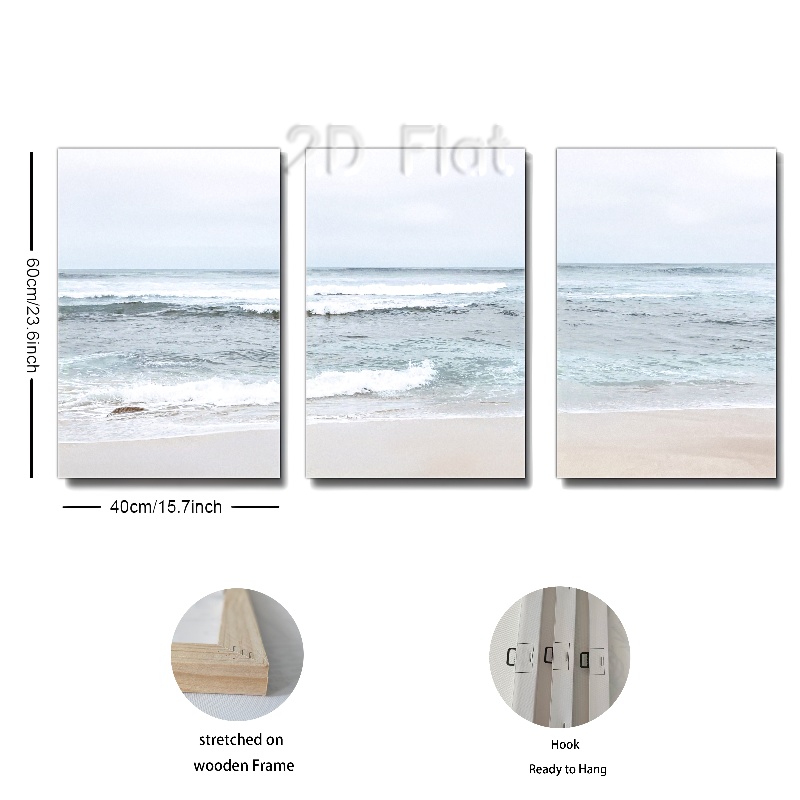 2D Flat
60cm/23.6inch
40cm/15.7inch
stretched on
wooden Frame
Hook
Ready to Hang